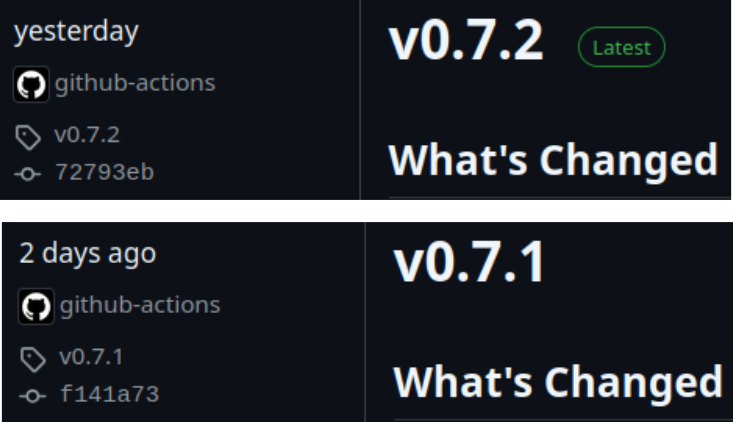 yesterday
github-actions
v0.7.2
72793eb
v0.7.2 Latest
What's Changed
2 days ago
github-actions
v0.7.1
f141a73
v0.7.1
What's Changed